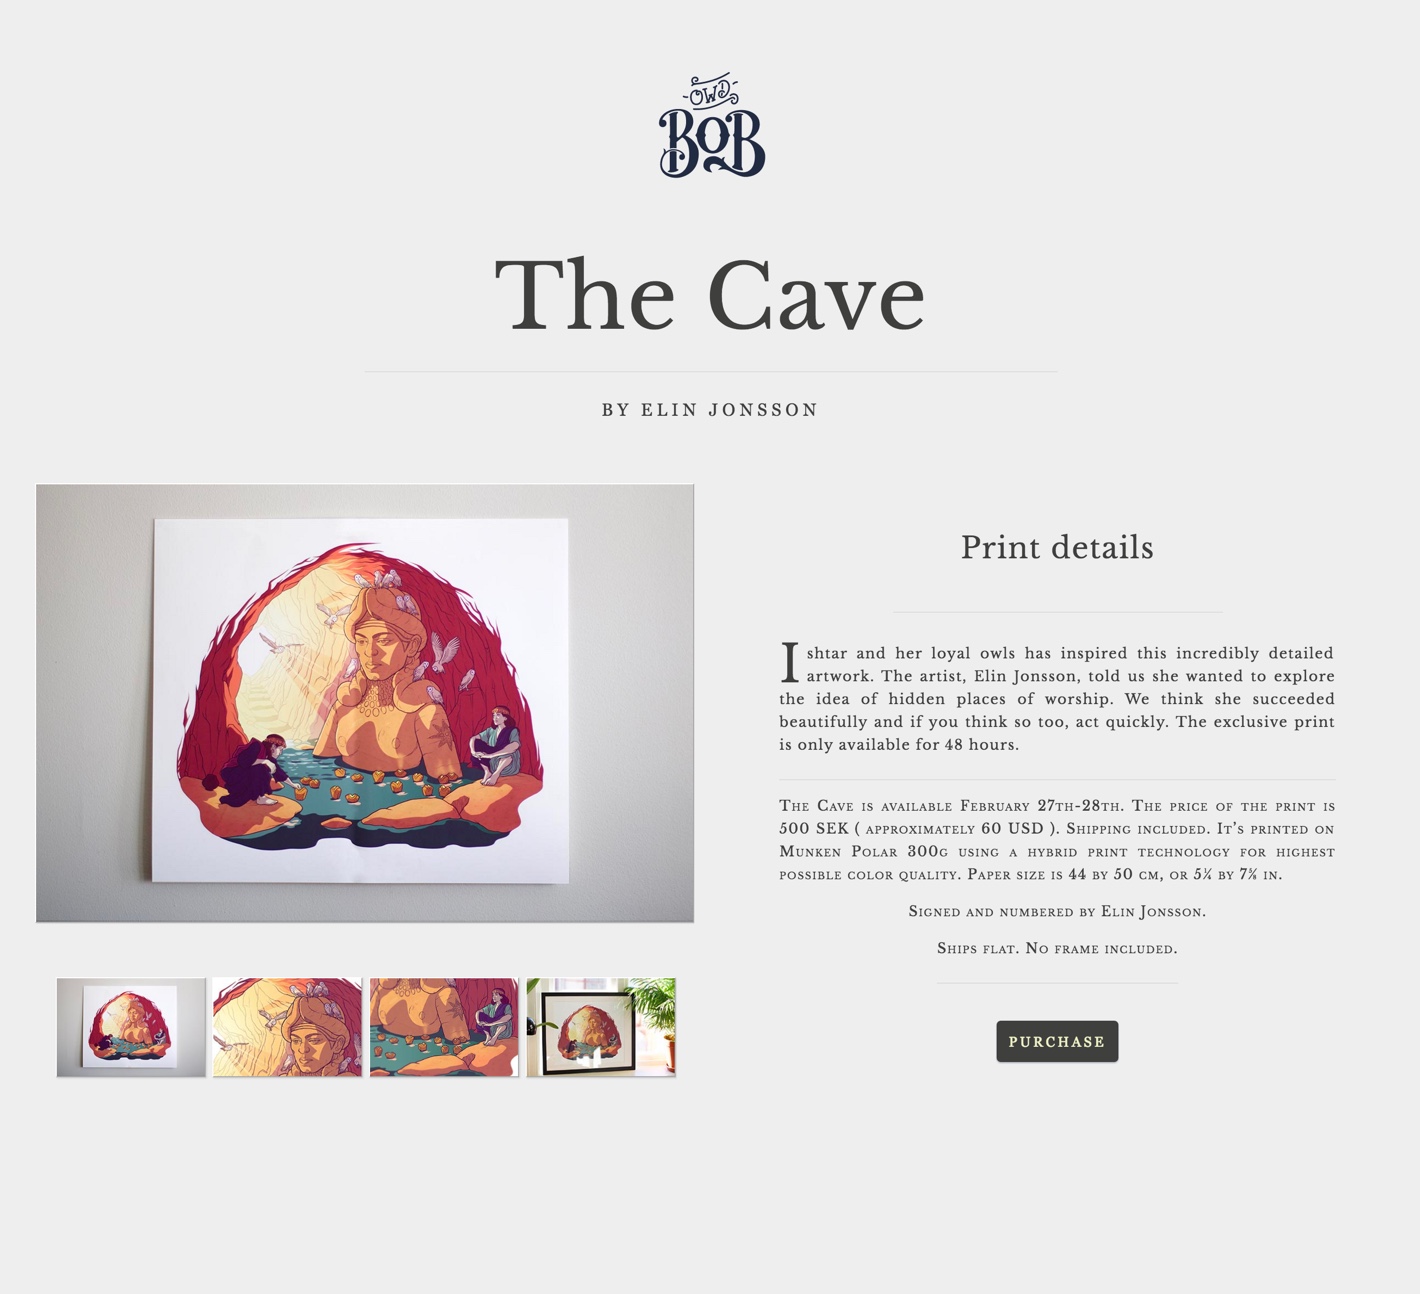 OWD
BOB
The Cave
BY ELIN JONSSON
Print details
Ishtar and her loyal owls has inspired this incredibly detailed
artwork. The artist, Elin Jonsson, told us she wanted to explore
the idea of hidden places of worship. We think she succeeded
beautifully and if you think so too, act quickly. The exclusive print
is only available for 48 hours.
The Cave is available February 27th-28th. The price of the print is
500 SEK ( approximately 60 USD ). Shipping included. It’s printed on
Munken Polar 300g using a hybrid print technology for highest
possible color quality. Paper size is 44 by 50 cm, or 5¼ by 7⅞ in.
Signed and numbered by Elin Jonsson.
Ships flat. No frame included.
PURCHASE